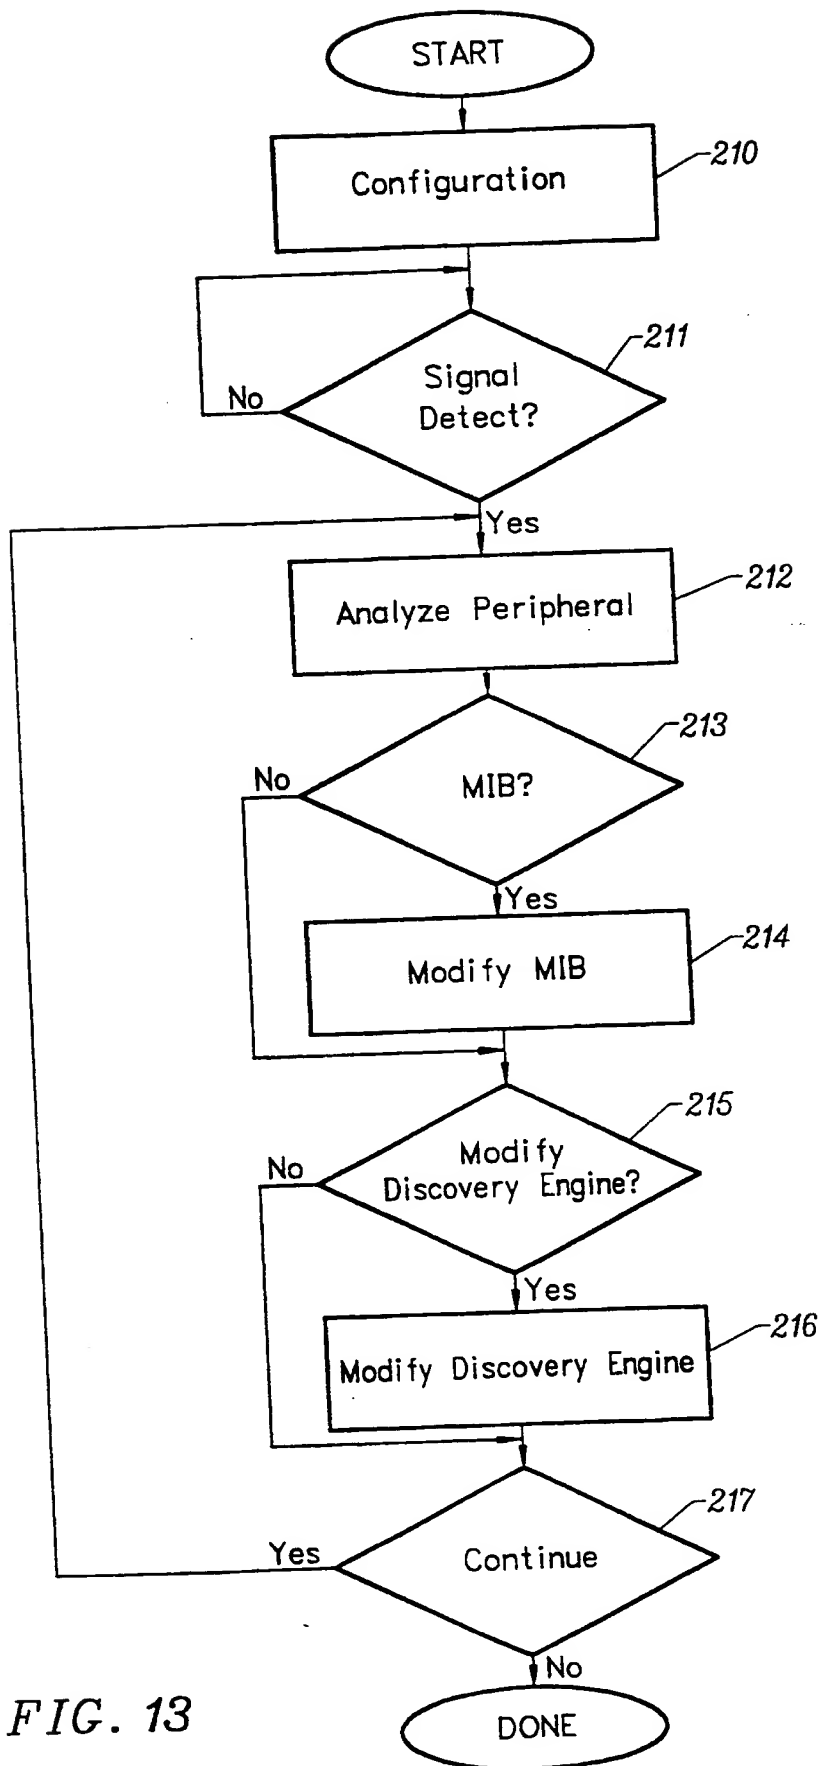 START
Configuration
210
Signal
Detect?
211
No
Yes
Analyze Peripheral
212
MIB?
213
No
Yes
Modify MIB
214
Modify
Discovery Engine?
215
No
Yes
Modify Discovery Engine
216
Continue
217
Yes
No
DONE
FIG. 13